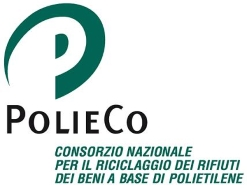 POLIECO
CONSORZIO NAZIONALE
PER IL RICICLAGGIO DEI RIFIUTI
DEI BENI A BASE DI POLIETILENE